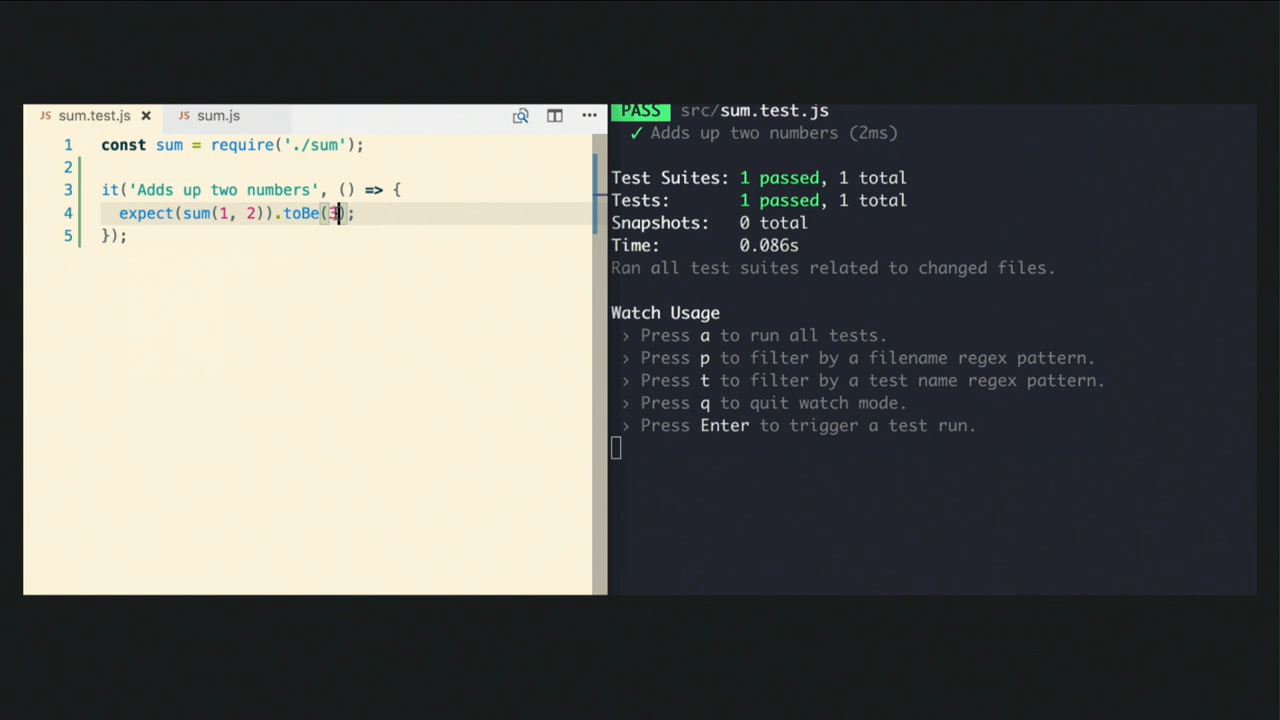 JS sum.test.js × JS sum.js ...
1 const sum = require('./sum');
2
3 it('Adds up two numbers', () => {
4 expect(sum(1, 2)).toBe(3);
5 });
PASS src/sum.test.js
✓ Adds up two numbers (2ms)
Test Suites: 1 passed, 1 total
Tests: 1 passed, 1 total
Snapshots: 0 total
Time: 0.086s
Ran all test suites related to changed files.
Watch Usage
› Press a to run all tests.
› Press p to filter by a filename regex pattern.
› Press t to filter by a test name regex pattern.
› Press q to quit watch mode.
› Press Enter to trigger a test run.